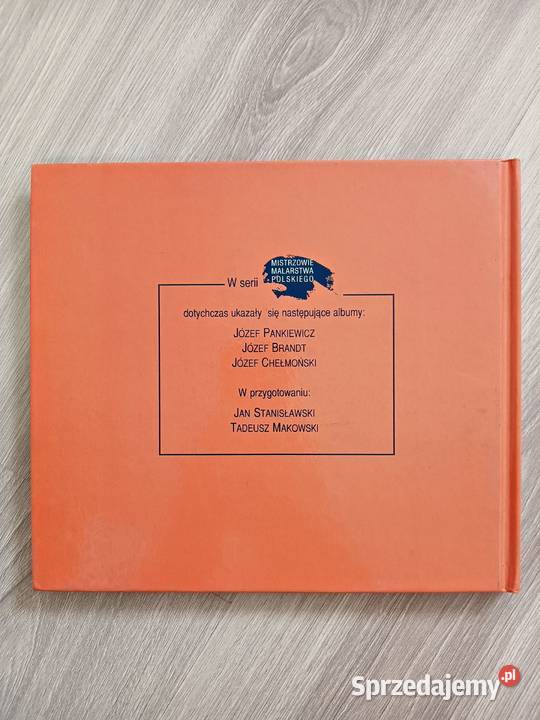 W serii
MISTRZOWIE
MALARSTWA
POLSKIEGO
dotychczas ukazały się następujące albumy:
JÓZEF PANKIEWICZ
JÓZEF BRANDT
JÓZEF CHEŁMOŃSKI
W przygotowaniu:
JAN STANISŁAWSKI
TADEUSZ MAKOWSKI
Sprzedajemy.pl